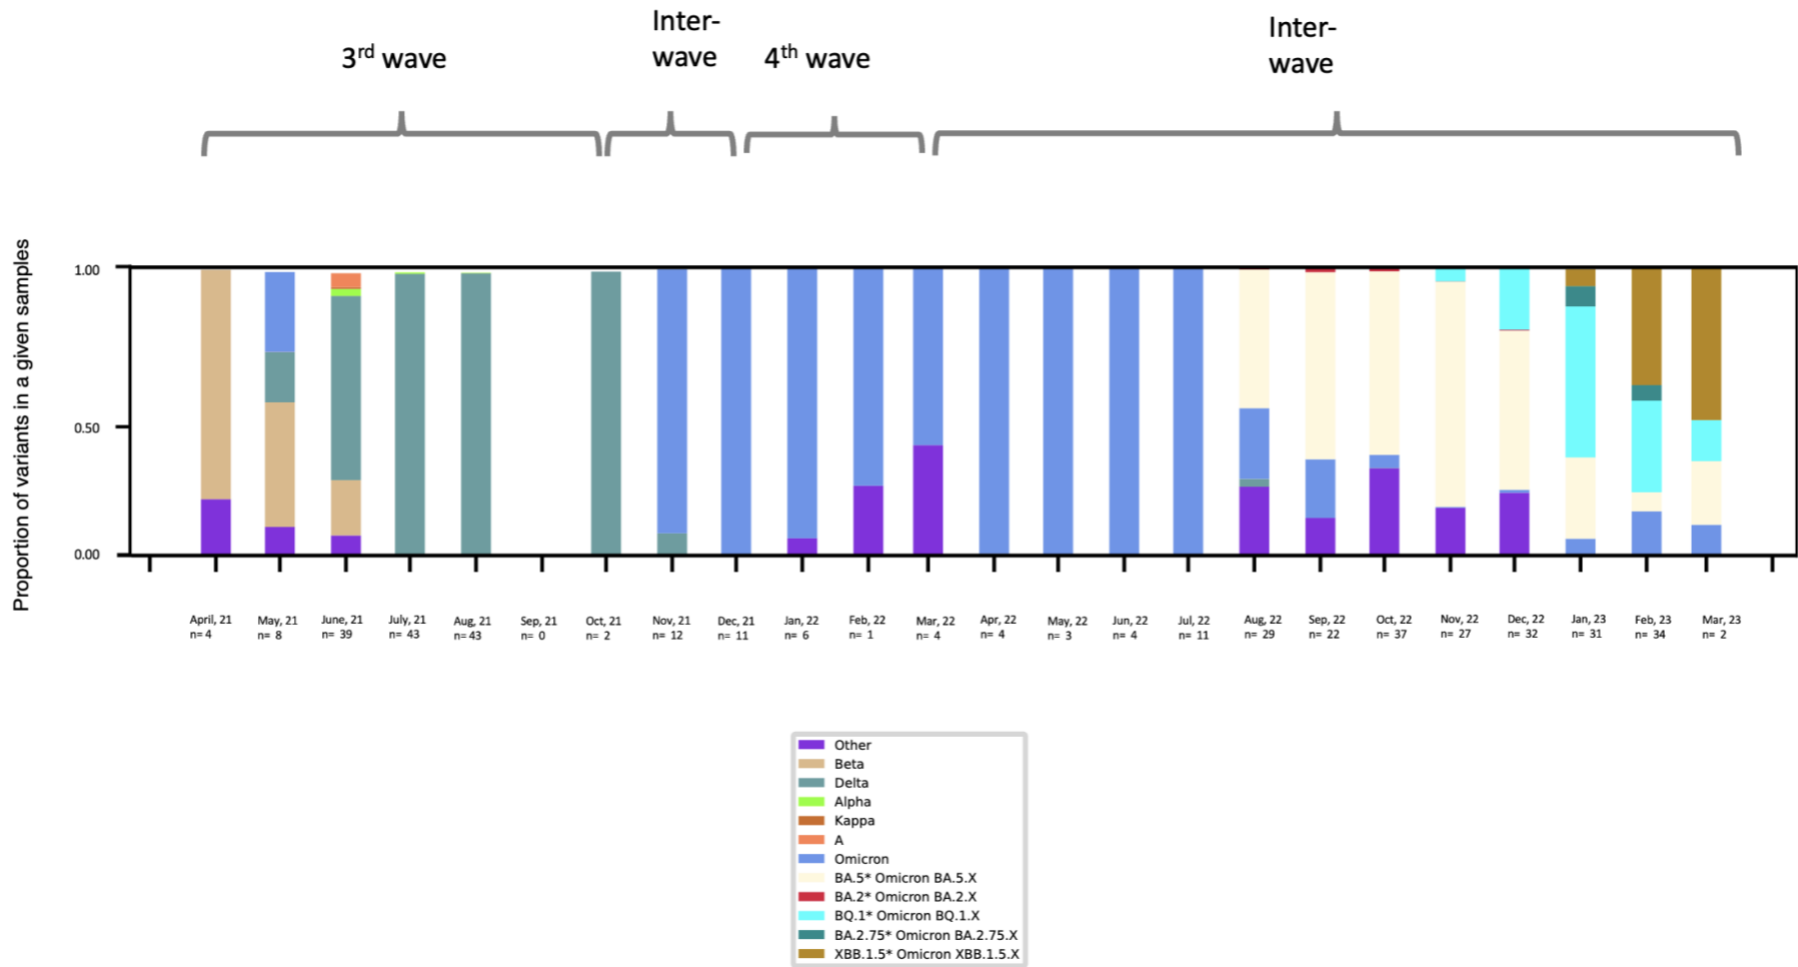 Inter-
wave
3rd wave
4th wave
Inter-
wave
Proportion of variants in a given samples
1.00
0.50
0.00
April, 21
n= 4
May, 21
n= 8
June, 21
n= 39
July, 21
n= 43
Aug, 21
n= 43
Sep, 21
n= 0
Oct, 21
n= 2
Nov, 21
n= 12
Dec, 21
n= 11
Jan, 22
n= 6
Feb, 22
n= 1
Mar, 22
n= 4
Apr, 22
n= 4
May, 22
n= 3
Jun, 22
n= 4
Jul, 22
n= 11
Aug, 22
n= 29
Sep, 22
n= 22
Oct, 22
n= 37
Nov, 22
n= 27
Dec, 22
n= 32
Jan, 23
n= 31
Feb, 23
n= 34
Mar, 23
n= 2
Other
Beta
Delta
Alpha
Kappa
A
Omicron
BA.5* Omicron BA.5.X
BA.2* Omicron BA.2.X
BQ.1* Omicron BQ.1.X
BA.2.75* Omicron BA.2.75.X
XBB.1.5* Omicron XBB.1.5.X